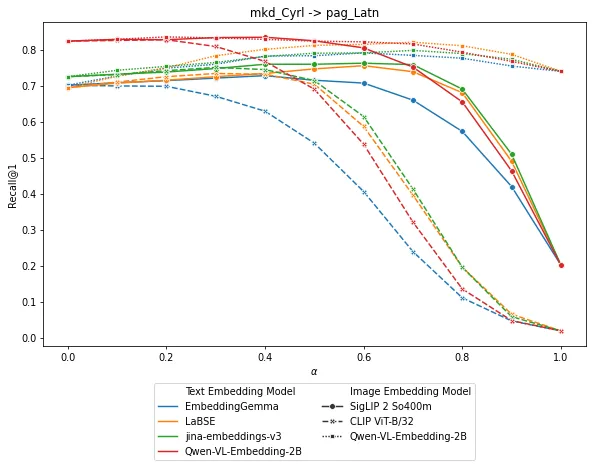 mkd_Cyrl -> pag_Latn
Recall@1
0.8
0.7
0.6
0.5
0.4
0.3
0.2
0.1
0.0
0.0 0.2 0.4 0.6 0.8 1.0
α
Text Embedding Model Image Embedding Model
EmbeddingGemma SigLIP 2 So400m
LaBSE CLIP ViT-B/32
jina-embeddings-v3 Qwen-VL-Embedding-2B
Qwen-VL-Embedding-2B